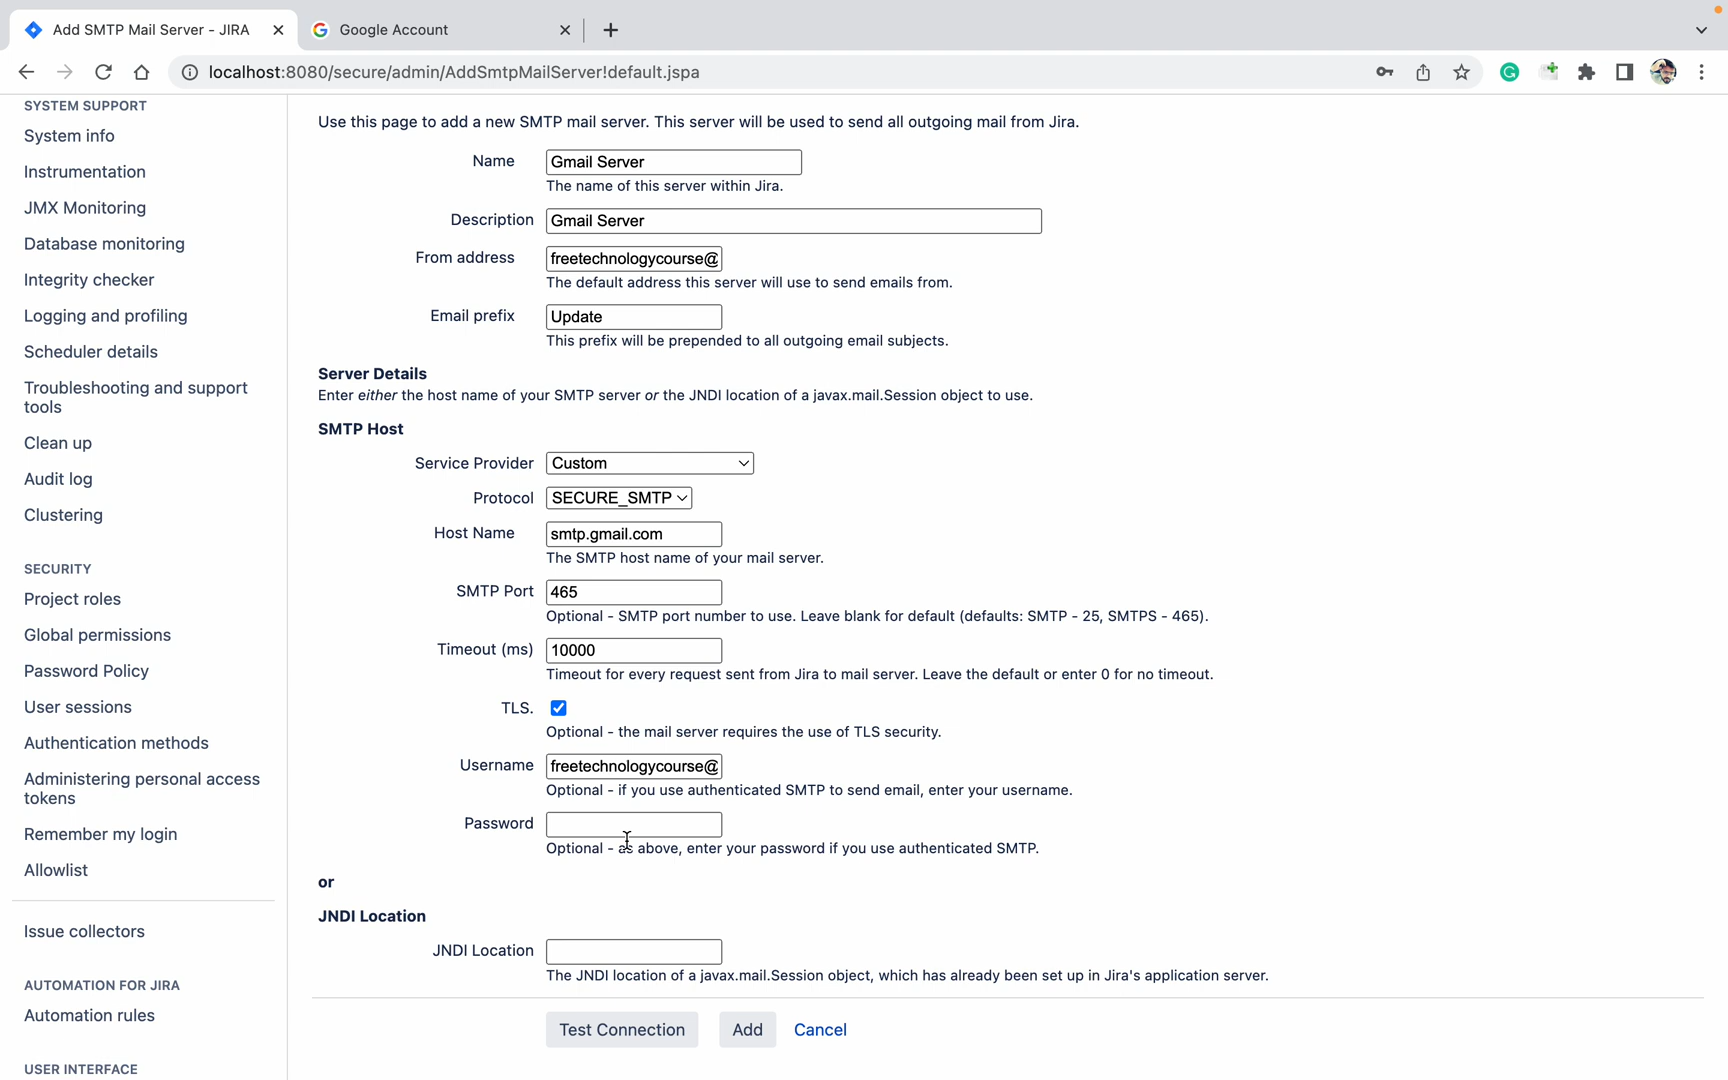 Add SMTP Mail Server - JIRA
Google Account
localhost:8080/secure/admin/AddSmtpMailServer!default.jspa
SYSTEM SUPPORT
System info
Instrumentation
JMX Monitoring
Database monitoring
Integrity checker
Logging and profiling
Scheduler details
Troubleshooting and support
tools
Clean up
Audit log
Clustering
SECURITY
Project roles
Global permissions
Password Policy
User sessions
Authentication methods
Administering personal access
tokens
Remember my login
Allowlist
Issue collectors
AUTOMATION FOR JIRA
Automation rules
USER INTERFACE
Use this page to add a new SMTP mail server. This server will be used to send all outgoing mail from Jira.
Name Gmail Server
The name of this server within Jira.
Description Gmail Server
From address freetechnologycourse@
The default address this server will use to send emails from.
Email prefix Update
This prefix will be prepended to all outgoing email subjects.
Server Details
Enter either the host name of your SMTP server or the JNDI location of a javax.mail.Session object to use.
SMTP Host
Service Provider Custom
Protocol SECURE_SMTP
Host Name smtp.gmail.com
The SMTP host name of your mail server.
SMTP Port 465
Optional - SMTP port number to use. Leave blank for default (defaults: SMTP - 25, SMTPS - 465).
Timeout (ms) 10000
Timeout for every request sent from Jira to mail server. Leave the default or enter 0 for no timeout.
TLS.
Optional - the mail server requires the use of TLS security.
Username freetechnologycourse@
Optional - if you use authenticated SMTP to send email, enter your username.
Password
Optional - as above, enter your password if you use authenticated SMTP.
or
JNDI Location
JNDI Location
The JNDI location of a javax.mail.Session object, which has already been set up in Jira's application server.
Test Connection Add Cancel